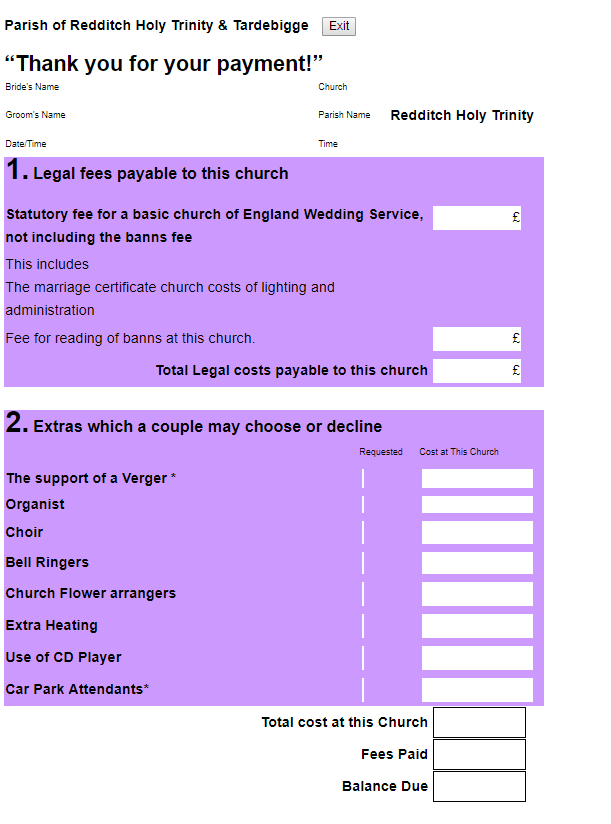 Parish of Redditch Holy Trinity & Tardebigge Exit
“Thank you for your payment!”
Bride's Name Church
Groom's Name Parish Name Redditch Holy Trinity
Date/Time Time
1. Legal fees payable to this church
Statutory fee for a basic church of England Wedding Service, £
not including the banns fee
This includes
The marriage certificate church costs of lighting and
administration
Fee for reading of banns at this church. £
Total Legal costs payable to this church £
2. Extras which a couple may choose or decline
Requested Cost at This Church
The support of a Verger *
Organist
Choir
Bell Ringers
Church Flower arrangers
Extra Heating
Use of CD Player
Car Park Attendants*
Total cost at this Church
Fees Paid
Balance Due